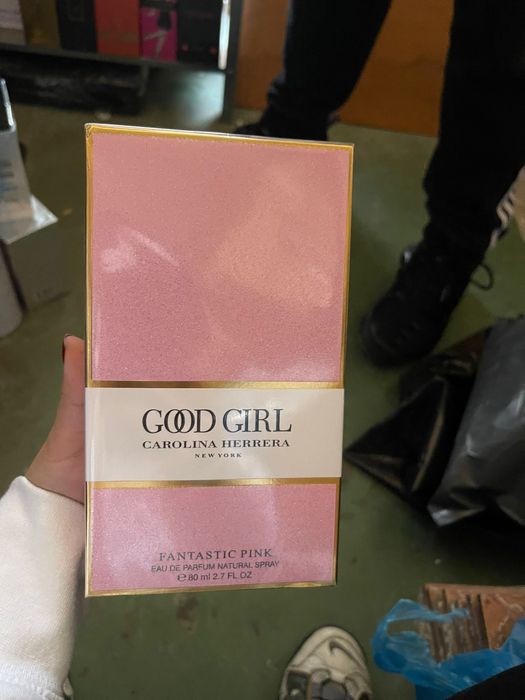 GOOD GIRL
CAROLINA HERRERA
NEW YORK
FANTASTIC PINK
EAU DE PARFUM NATURAL SPRAY
℮ 80 ml 2.7 FL OZ